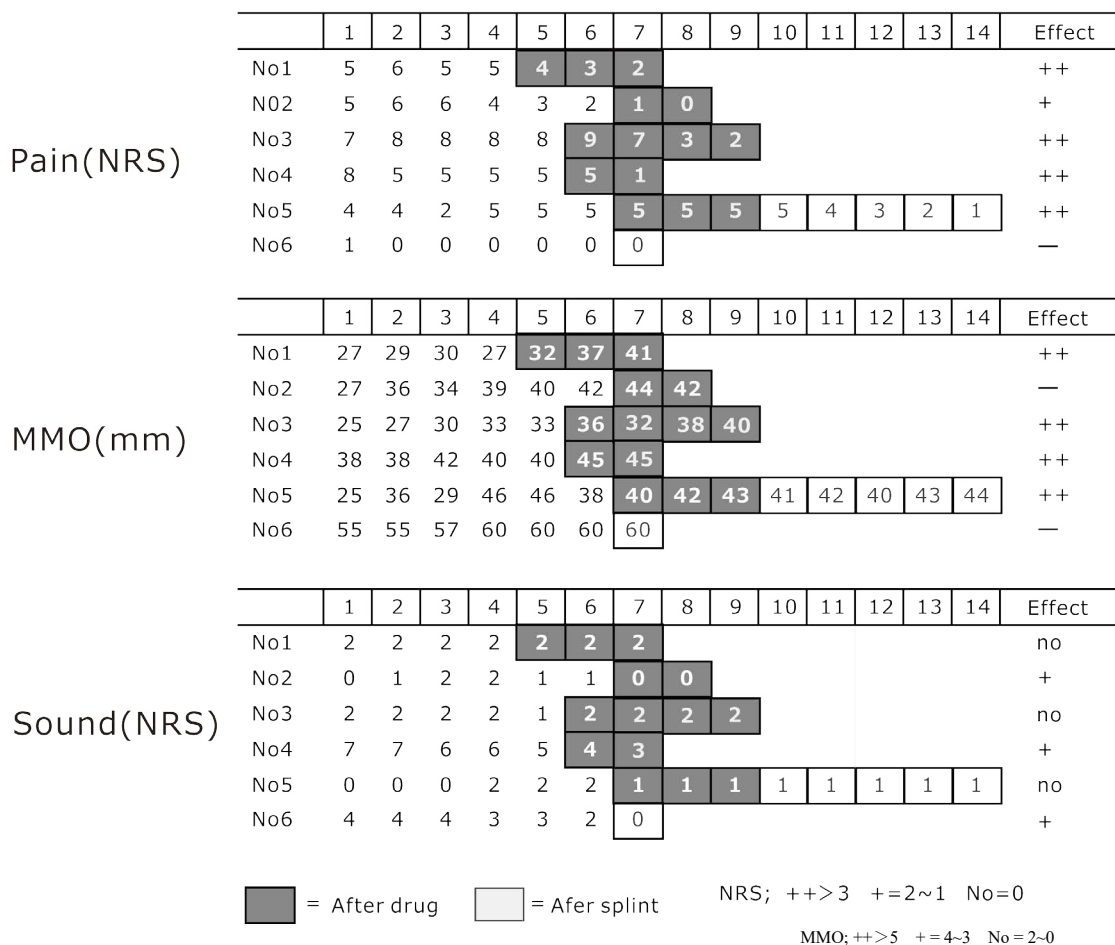 1 2 3 4 5 6 7 8 9 10 11 12 13 14 Effect
No1 5 6 5 5 4 3 2 ++
N02 5 6 6 4 3 2 1 0 +
No3 7 8 8 8 8 9 7 3 2 ++
Pain(NRS)
No4 8 5 5 5 5 5 1 ++
No5 4 4 2 5 5 5 5 5 5 5 4 3 2 1 ++
No6 1 0 0 0 0 0 0 —
1 2 3 4 5 6 7 8 9 10 11 12 13 14 Effect
No1 27 29 30 27 32 37 41 ++
No2 27 36 34 39 40 42 44 42 —
No3 25 27 30 33 33 36 32 38 40 ++
MMO(mm)
No4 38 38 42 40 40 45 45 ++
No5 25 36 29 46 46 38 40 42 43 41 42 40 43 44 ++
No6 55 55 57 60 60 60 60 —
1 2 3 4 5 6 7 8 9 10 11 12 13 14 Effect
No1 2 2 2 2 2 2 2 no
No2 0 1 2 2 1 1 0 0 +
No3 2 2 2 2 1 2 2 2 2 no
Sound(NRS)
No4 7 7 6 6 5 4 3 +
No5 0 0 0 2 2 2 1 1 1 1 1 1 1 1 no
No6 4 4 4 3 3 2 0 +
= After drug = Afer splint NRS; ++>3 +=2~1 No=0
MMO; ++>5 +=4~3 No=2~0